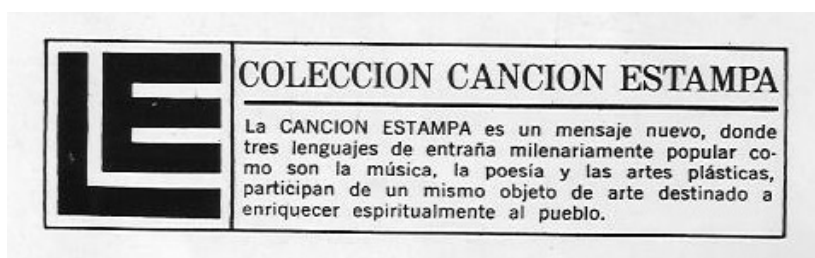 LE
COLECCION CANCION ESTAMPA
La CANCION ESTAMPA es un mensaje nuevo, donde
tres lenguajes de entraña milenariamente popular co-
mo son la música, la poesía y las artes plásticas,
participan de un mismo objeto de arte destinado a
enriquecer espiritualmente al pueblo.